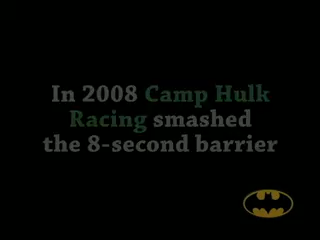 In 2008 Camp Hulk
Racing smashed
the 8-second barrier